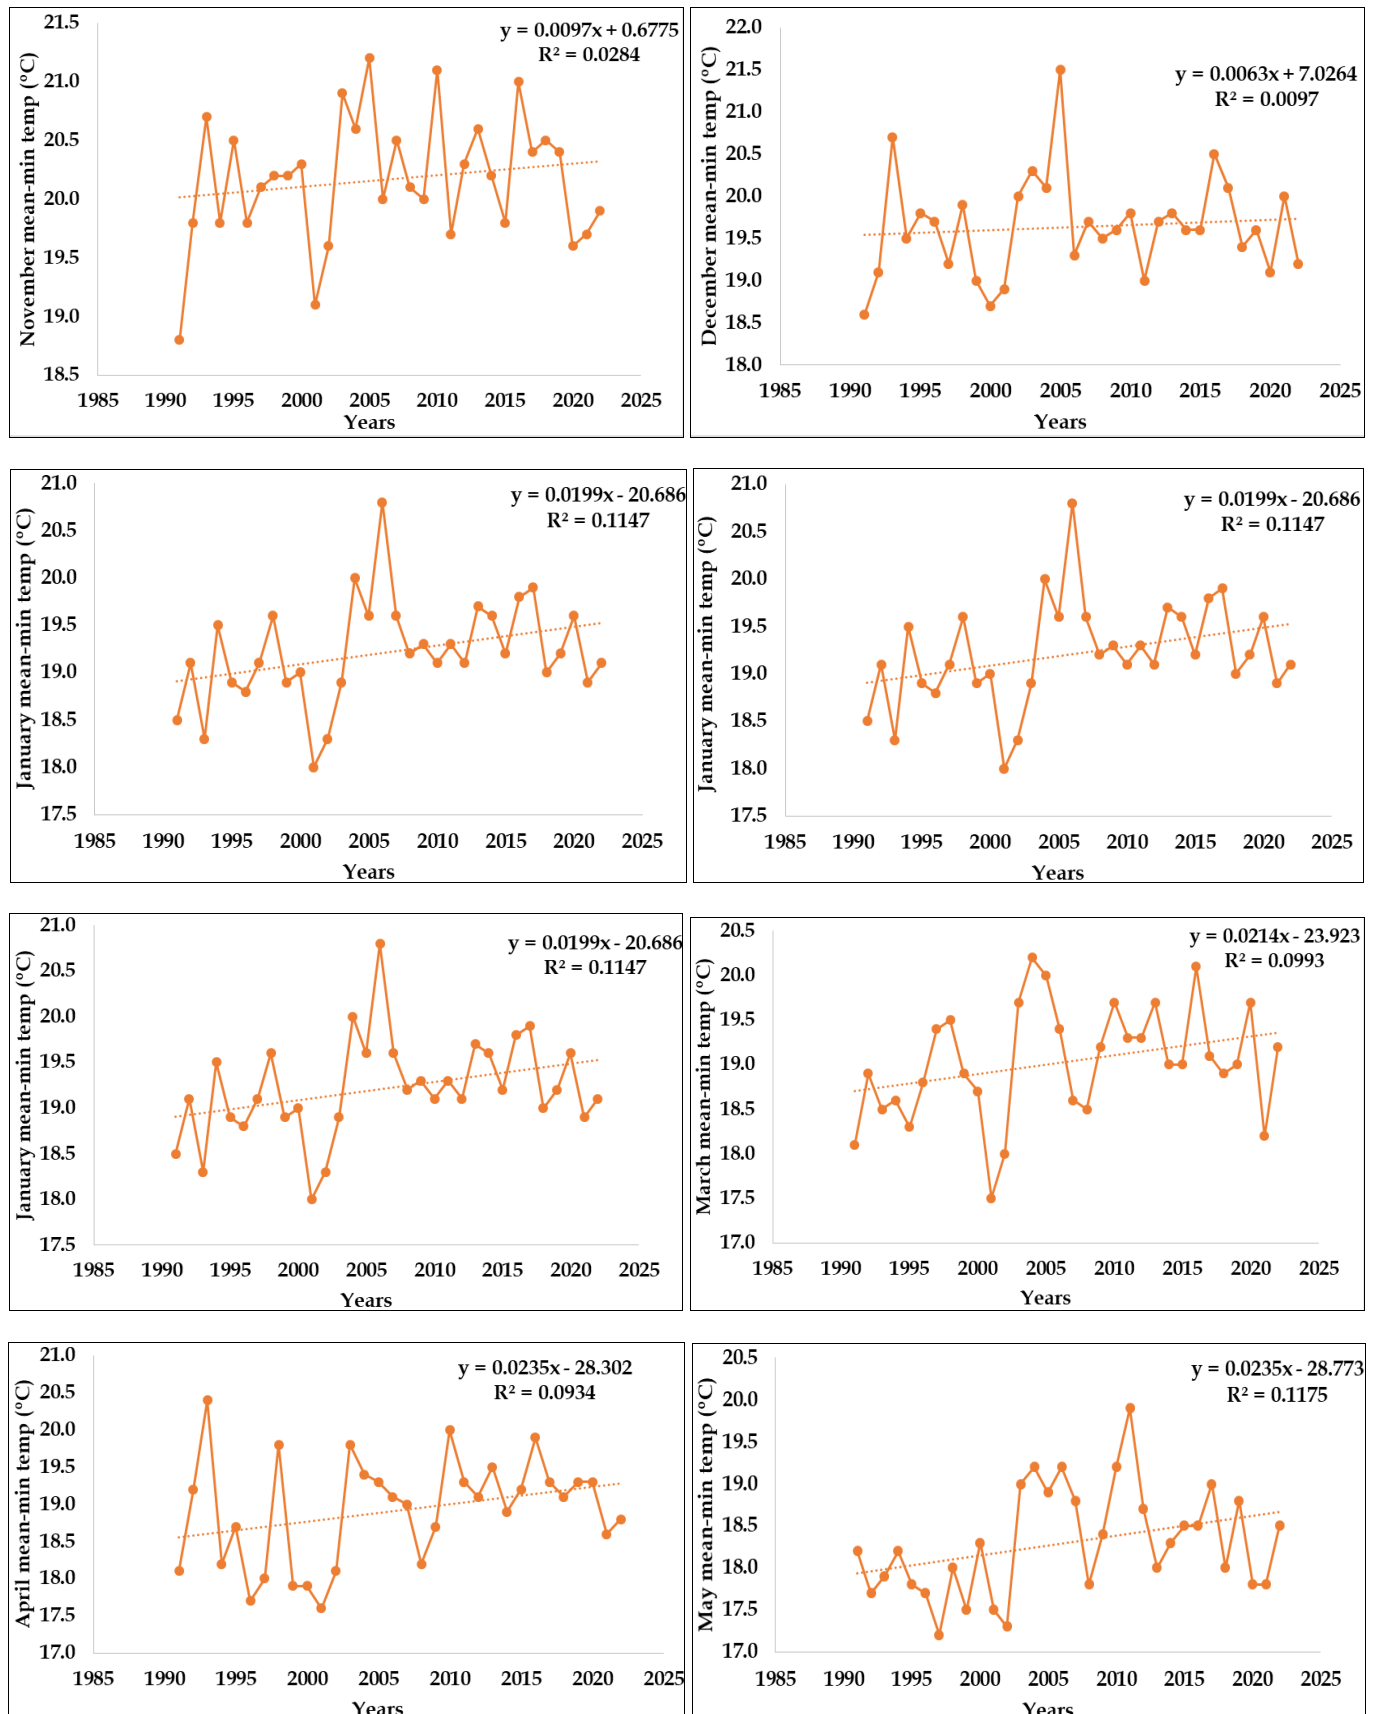 November mean-min temp (°C)
21.5
21.0
20.5
20.0
19.5
19.0
18.5
y = 0.0097x + 0.6775
R² = 0.0284
1985 1990 1995 2000 2005 2010 2015 2020 2025
Years
December mean-min temp (°C)
22.0
21.5
21.0
20.5
20.0
19.5
19.0
18.5
18.0
y = 0.0063x + 7.0264
R² = 0.0097
1985 1990 1995 2000 2005 2010 2015 2020 2025
Years
January mean-min temp (°C)
21.0
20.5
20.0
19.5
19.0
18.5
18.0
17.5
y = 0.0199x - 20.686
R² = 0.1147
1985 1990 1995 2000 2005 2010 2015 2020 2025
Years
January mean-min temp (°C)
21.0
20.5
20.0
19.5
19.0
18.5
18.0
17.5
y = 0.0199x - 20.686
R² = 0.1147
1985 1990 1995 2000 2005 2010 2015 2020 2025
Years
January mean-min temp (°C)
21.0
20.5
20.0
19.5
19.0
18.5
18.0
17.5
y = 0.0199x - 20.686
R² = 0.1147
1985 1990 1995 2000 2005 2010 2015 2020 2025
Years
March mean-min temp (°C)
20.5
20.0
19.5
19.0
18.5
18.0
17.5
17.0
y = 0.0214x - 23.923
R² = 0.0993
1985 1990 1995 2000 2005 2010 2015 2020 2025
Years
April mean-min temp (°C)
21.0
20.5
20.0
19.5
19.0
18.5
18.0
17.5
17.0
y = 0.0235x - 28.302
R² = 0.0934
1985 1990 1995 2000 2005 2010 2015 2020 2025
Years
May mean-min temp (°C)
20.5
20.0
19.5
19.0
18.5
18.0
17.5
17.0
y = 0.0235x - 28.773
R² = 0.1175
1985 1990 1995 2000 2005 2010 2015 2020 2025
Years